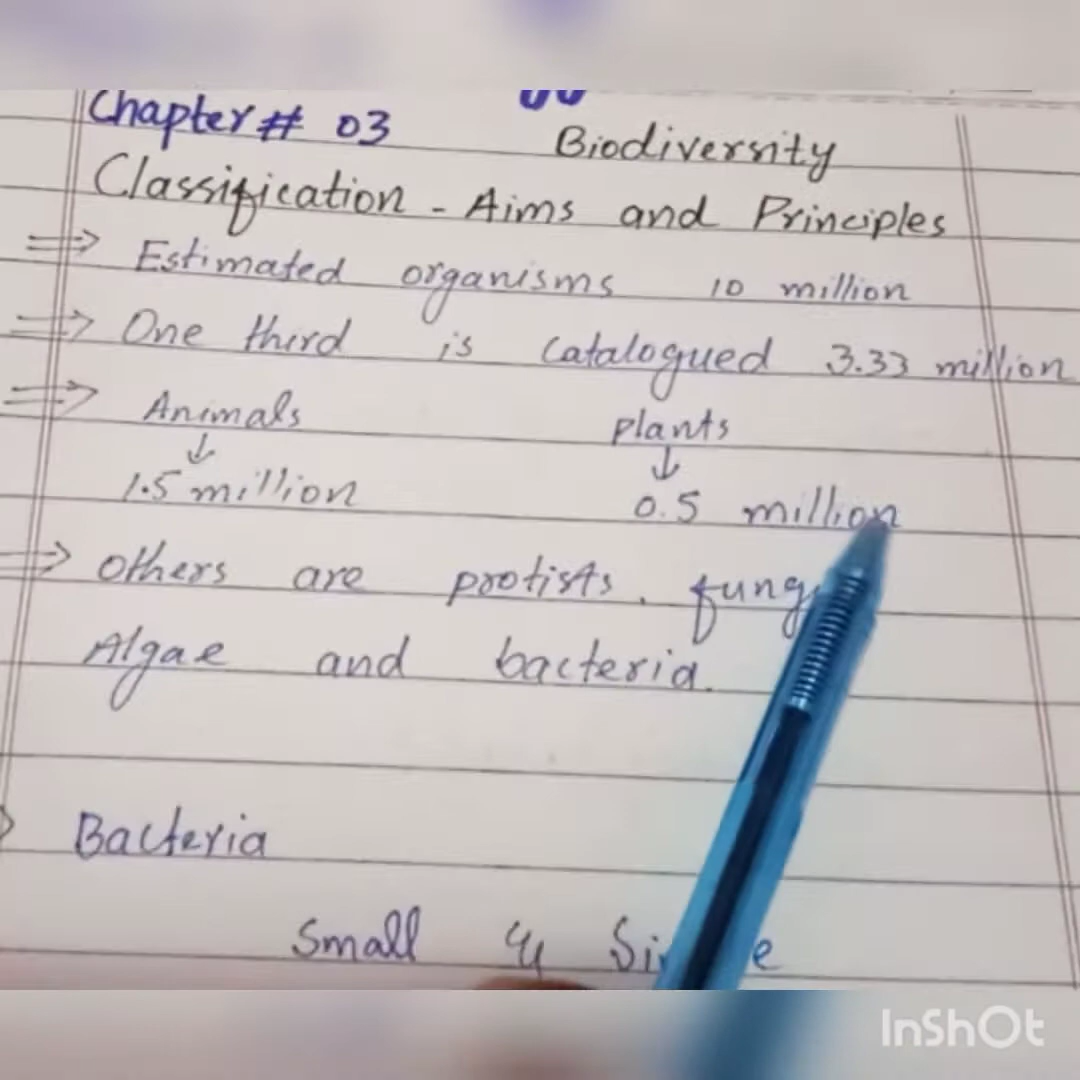 Chapter # 03
Biodiversity
Classification - Aims and Principles
⇒ Estimated organisms 10 million
⇒ One third is Catalogued 3.33 million
⇒ Animals plants
↓ ↓
1.5 million 0.5 million
⇒ Others are protists, fung
Algae and bacteria.
Bacteria
Small &
InShOt